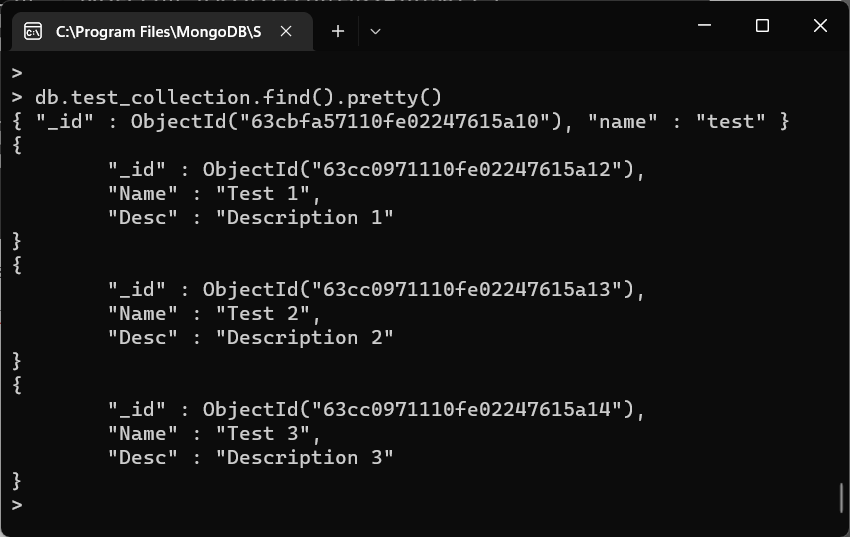 C:\Program Files\MongoDB\S
>
> db.test_collection.find().pretty()
{ "_id" : ObjectId("63cbfa57110fe02247615a10"), "name" : "test" }
{
        "_id" : ObjectId("63cc0971110fe02247615a12"),
        "Name" : "Test 1",
        "Desc" : "Description 1"
}
{
        "_id" : ObjectId("63cc0971110fe02247615a13"),
        "Name" : "Test 2",
        "Desc" : "Description 2"
}
{
        "_id" : ObjectId("63cc0971110fe02247615a14"),
        "Name" : "Test 3",
        "Desc" : "Description 3"
}
>